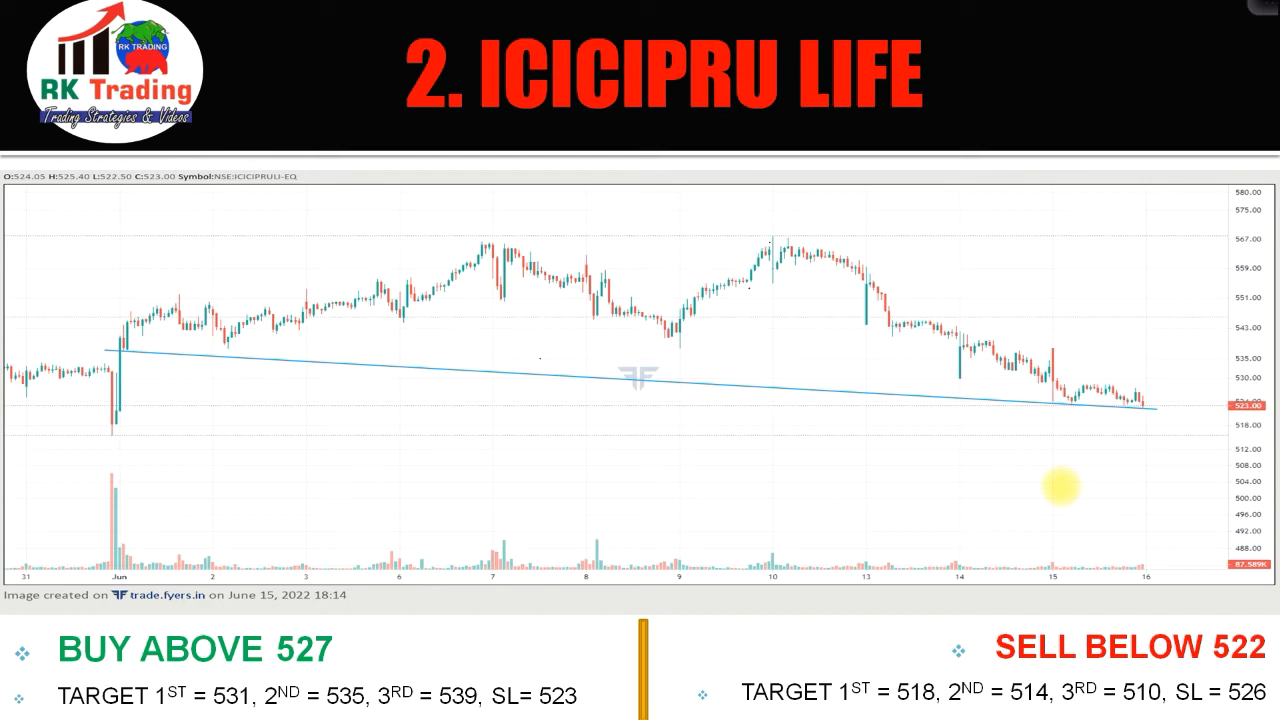 2. ICICIPRU LIFE
RK TRADING
RK Trading
Trading Strategies & Videos
O:524.05 H:525.40 L:522.50 C:523.00 Symbol:NSE:ICICIPRULI-EQ
580.00
575.00
567.00
559.00
551.00
543.00
535.00
530.00
523.00
518.00
512.00
508.00
504.00
500.00
496.00
492.00
488.00
87.589K
31 Jun 2 3 6 7 8 9 10 13 14 15 16
Image created on trade.fyers.in on June 15, 2022 18:14
BUY ABOVE 527
TARGET 1ST = 531, 2ND = 535, 3RD = 539, SL= 523
SELL BELOW 522
TARGET 1ST = 518, 2ND = 514, 3RD = 510, SL = 526